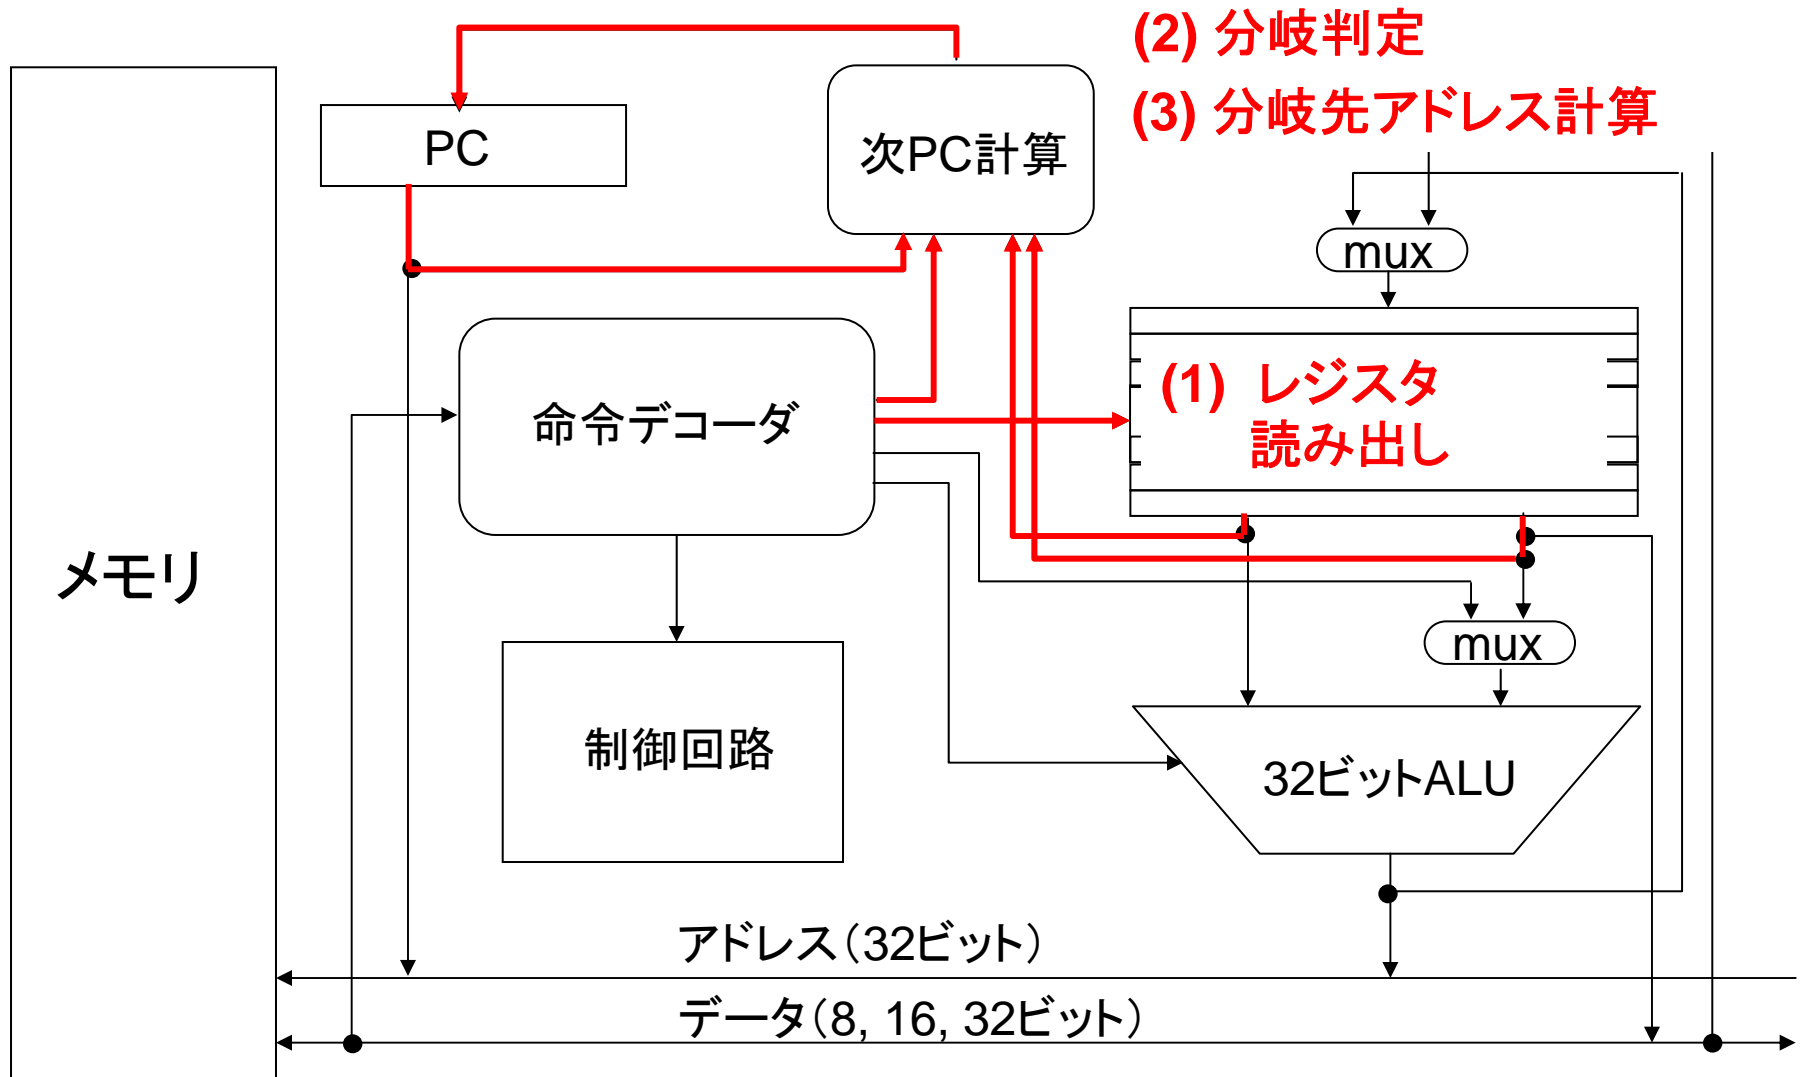 (2) 分岐判定
(3) 分岐先アドレス計算
PC
次PC計算
mux
(1) レジスタ
読み出し
命令デコーダ
メモリ
mux
制御回路
32ビットALU
アドレス(32ビット)
データ(8, 16, 32ビット)